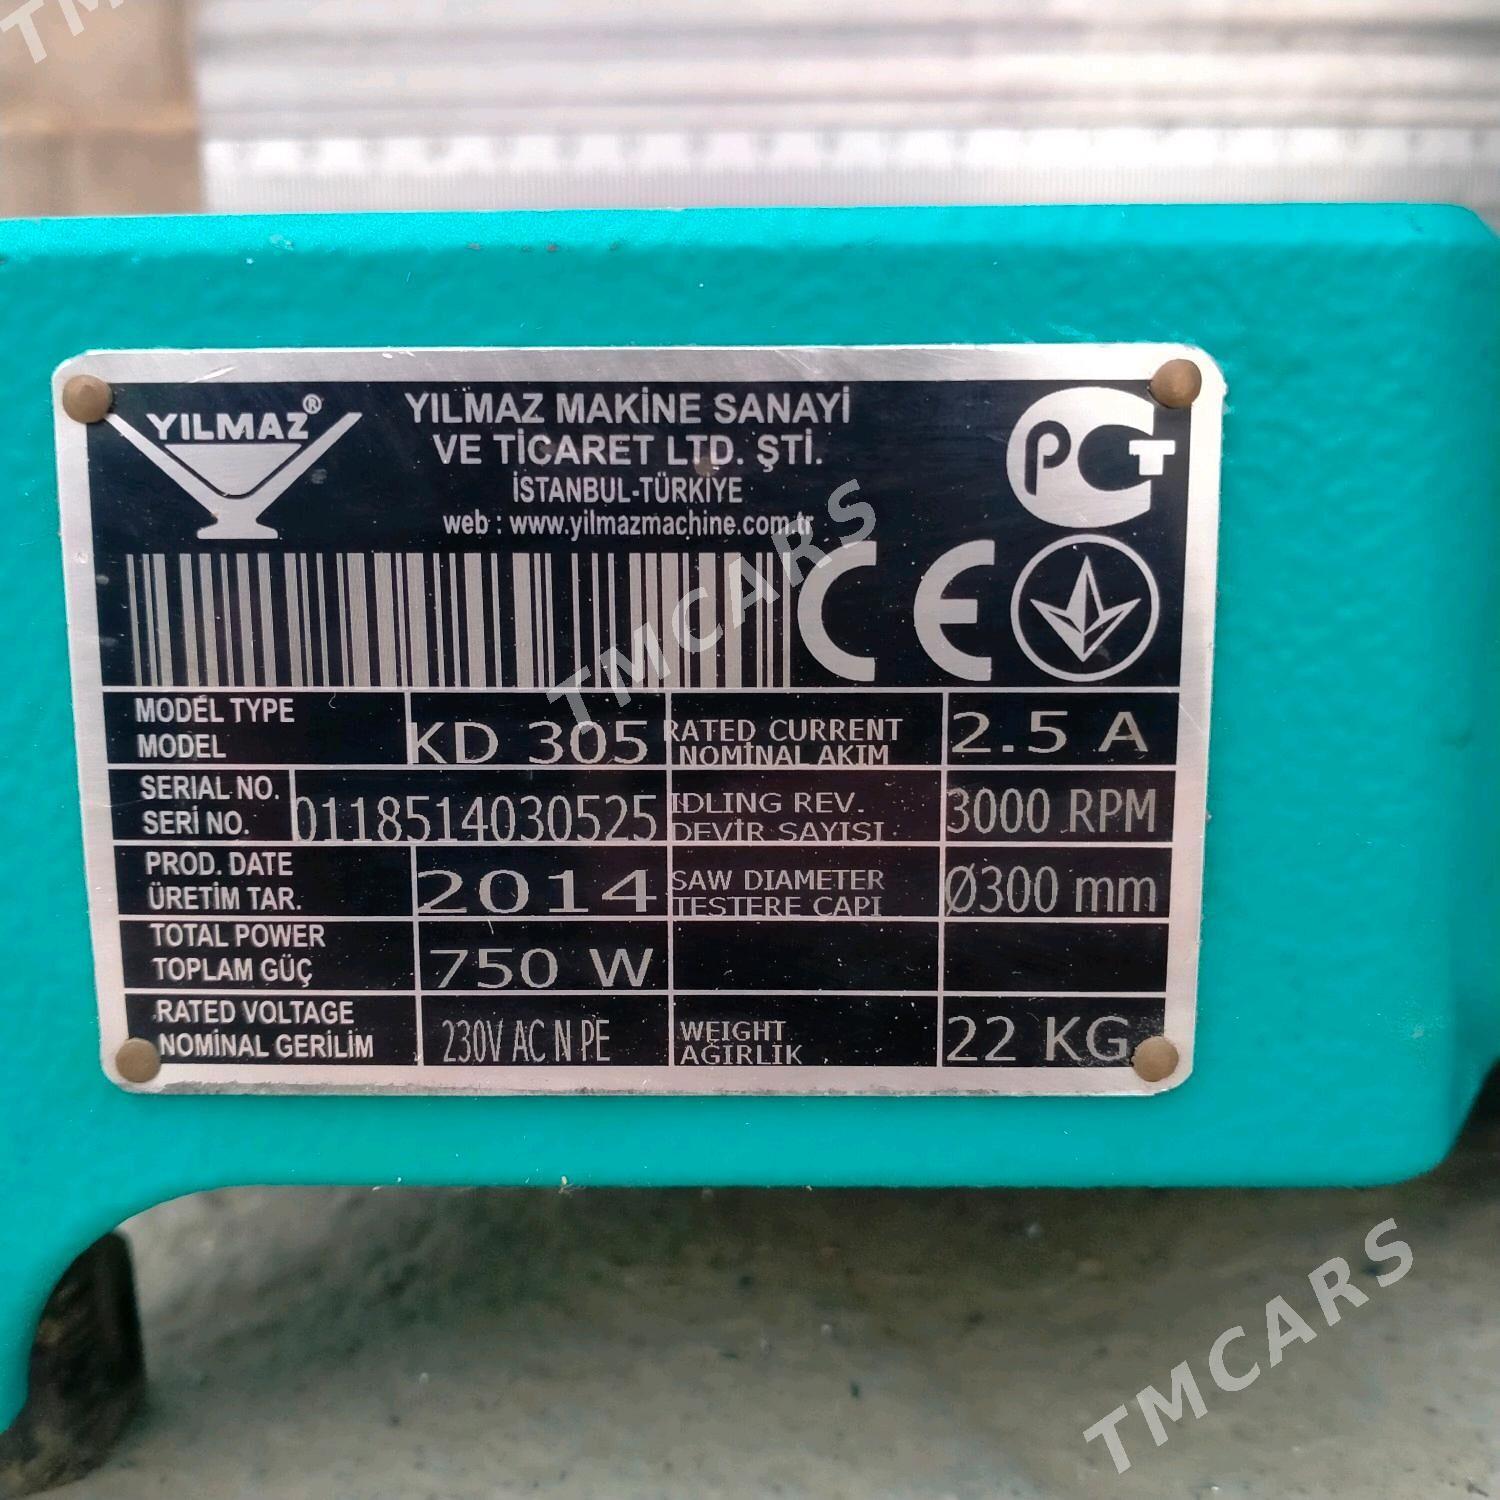 YILMAZ®
YILMAZ MAKİNE SANAYİ
VE TİCARET LTD. ŞTİ.
İSTANBUL-TÜRKİYE
web : www.yilmazmachine.com.tr
PCT
CE
MODEL TYPE
MODEL
KD 305
RATED CURRENT
NOMİNAL AKIM
2.5 A
SERIAL NO.
SERİ NO.
0118514030525
IDLING REV.
DEVİR SAYISI
3000 RPM
PROD. DATE
ÜRETİM TAR.
2014
SAW DIAMETER
TESTERE ÇAPI
Ø300 mm
TOTAL POWER
TOPLAM GÜÇ
750 W
RATED VOLTAGE
NOMİNAL GERİLİM
230V AC N PE
WEIGHT
AĞIRLIK
22 KG
TMCARS
TMCARS